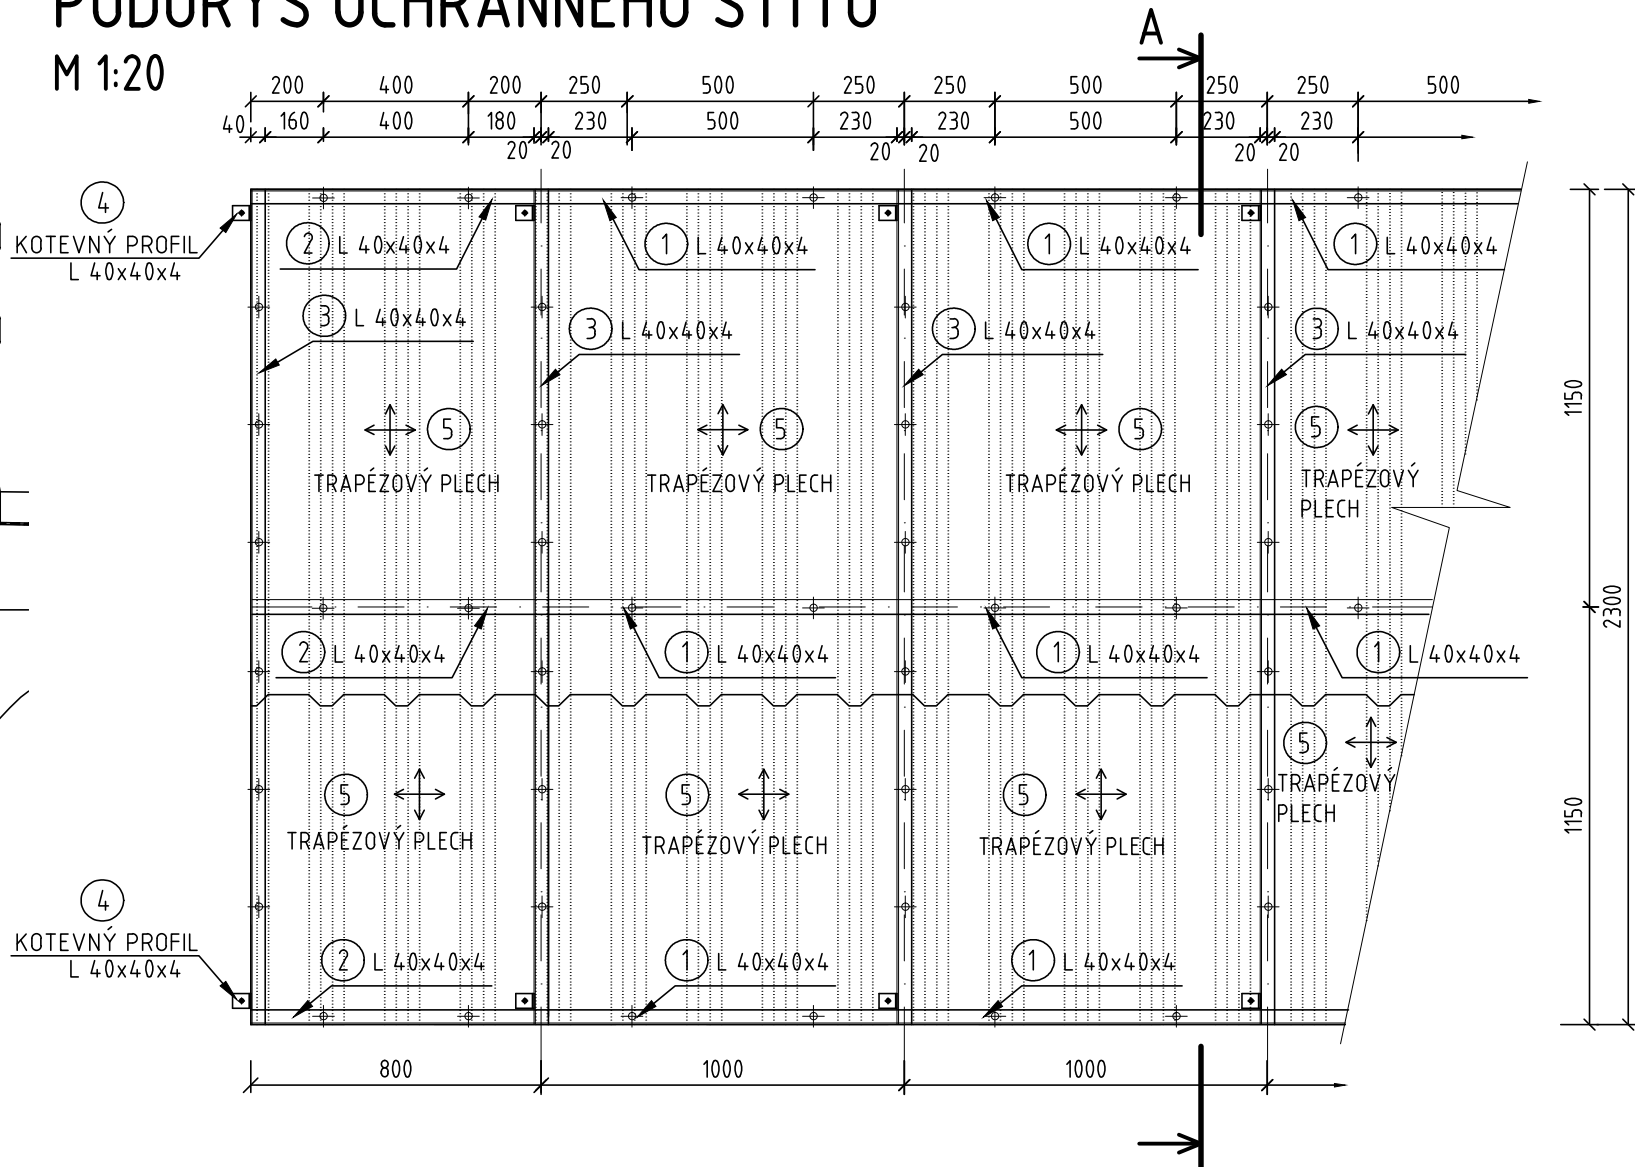 PŮDORYS OCHRANNÉHO ŠTÍTU
M 1:20
A
200 400 200 250 500 250 250 500 250 250 500
40 160 400 180 230 500 230 230 500 230 230
20 20 20 20 20 20
4
KOTEVNÝ PROFIL
L 40x40x4
2 L 40x40x4
1 L 40x40x4
1 L 40x40x4
1 L 40x40x4
3 L 40x40x4
3 L 40x40x4
3 L 40x40x4
3 L 40x40x4
5
TRAPÉZOVÝ PLECH
5
TRAPÉZOVÝ PLECH
5
TRAPÉZOVÝ PLECH
5
TRAPÉZOVÝ
PLECH
1150
2300
2 L 40x40x4
1 L 40x40x4
1 L 40x40x4
1 L 40x40x4
5
TRAPÉZOVÝ PLECH
5
TRAPÉZOVÝ PLECH
5
TRAPÉZOVÝ PLECH
5
TRAPÉZOVÝ
PLECH
1150
4
KOTEVNÝ PROFIL
L 40x40x4
2 L 40x40x4
1 L 40x40x4
1 L 40x40x4
800 1000 1000